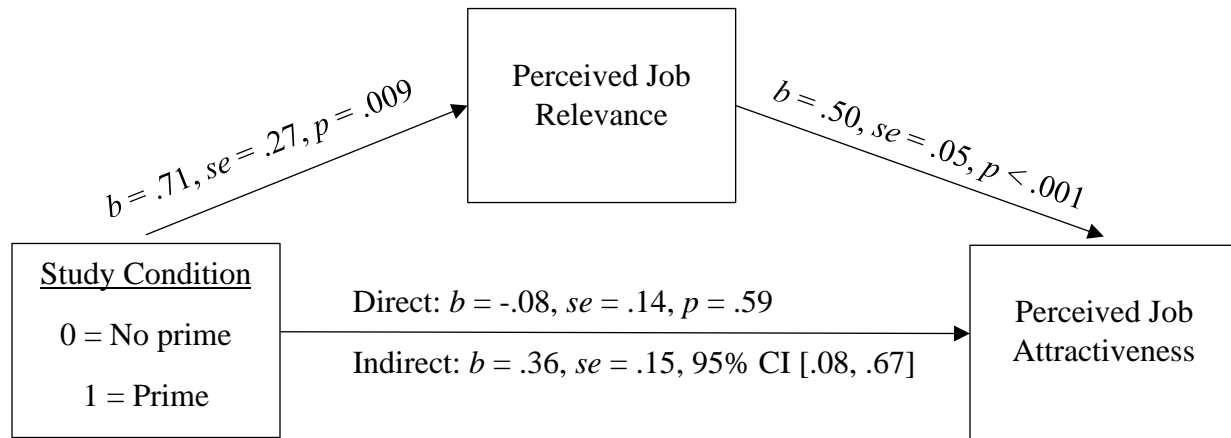 Perceived Job
Relevance
b = .71, se = .27, p = .009
b = .50, se = .05, p < .001
Study Condition
0 = No prime
1 = Prime
Direct: b = -.08, se = .14, p = .59
Indirect: b = .36, se = .15, 95% CI [.08, .67]
Perceived Job
Attractiveness